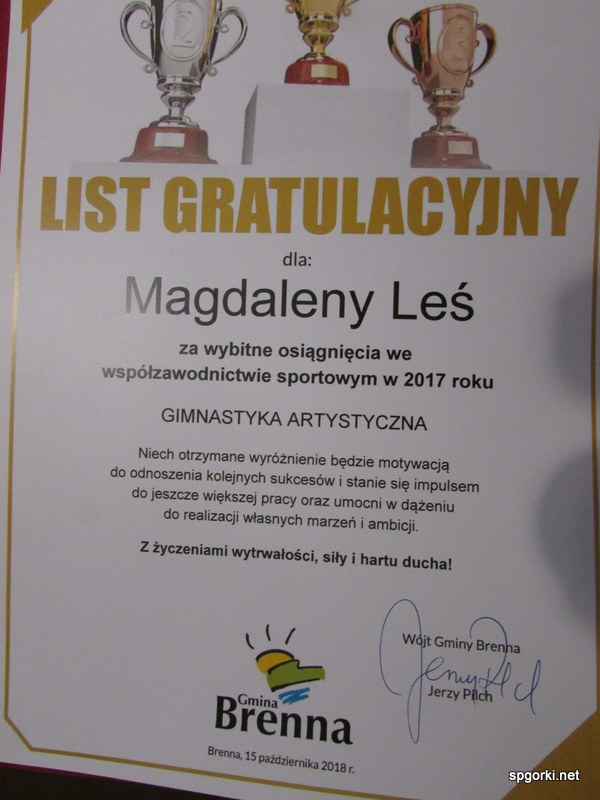 LIST GRATULACYJNY
dla:
Magdaleny Leś
za wybitne osiągnięcia we
współzawodnictwie sportowym w 2017 roku
GIMNASTYKA ARTYSTYCZNA
Niech otrzymane wyróżnienie będzie motywacją
do odnoszenia kolejnych sukcesów i stanie się impulsem
do jeszcze większej pracy oraz umocni w dążeniu
do realizacji własnych marzeń i ambicji.
Z życzeniami wytrwałości, siły i hartu ducha!
Wójt Gminy Brenna
Jerzy Pilch
Gmina
Brenna
Brenna, 15 października 2018 r.
spgorki.net